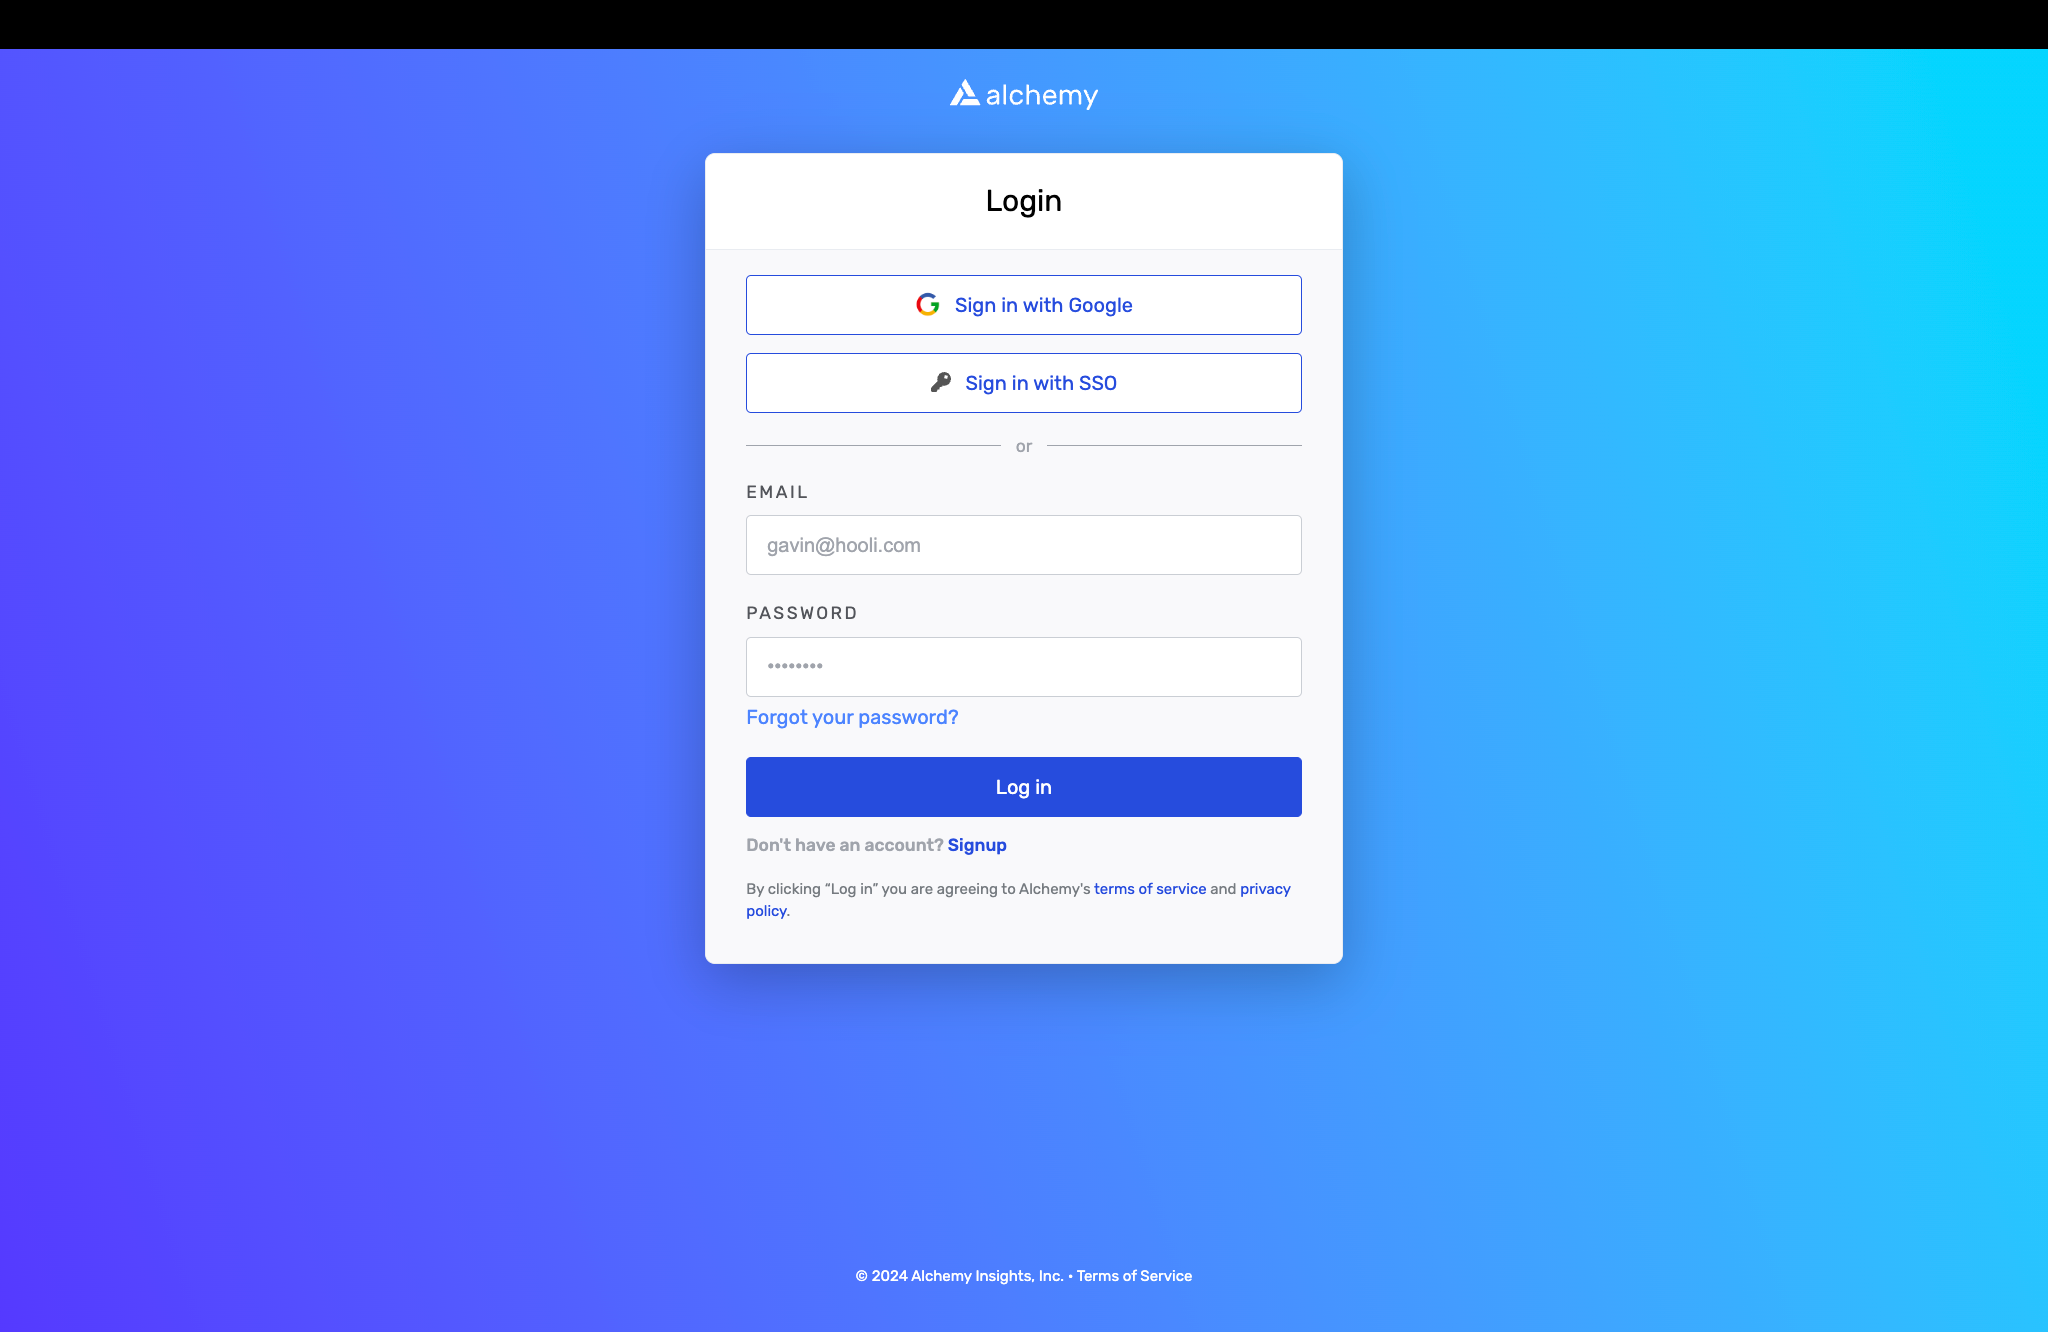 alchemy
Login
Sign in with Google
Sign in with SSO
or
EMAIL
gavin@hooli.com
PASSWORD
••••••••
Forgot your password?
Log in
Don't have an account? Signup
By clicking “Log in” you are agreeing to Alchemy's terms of service and privacy
policy.
© 2024 Alchemy Insights, Inc. • Terms of Service